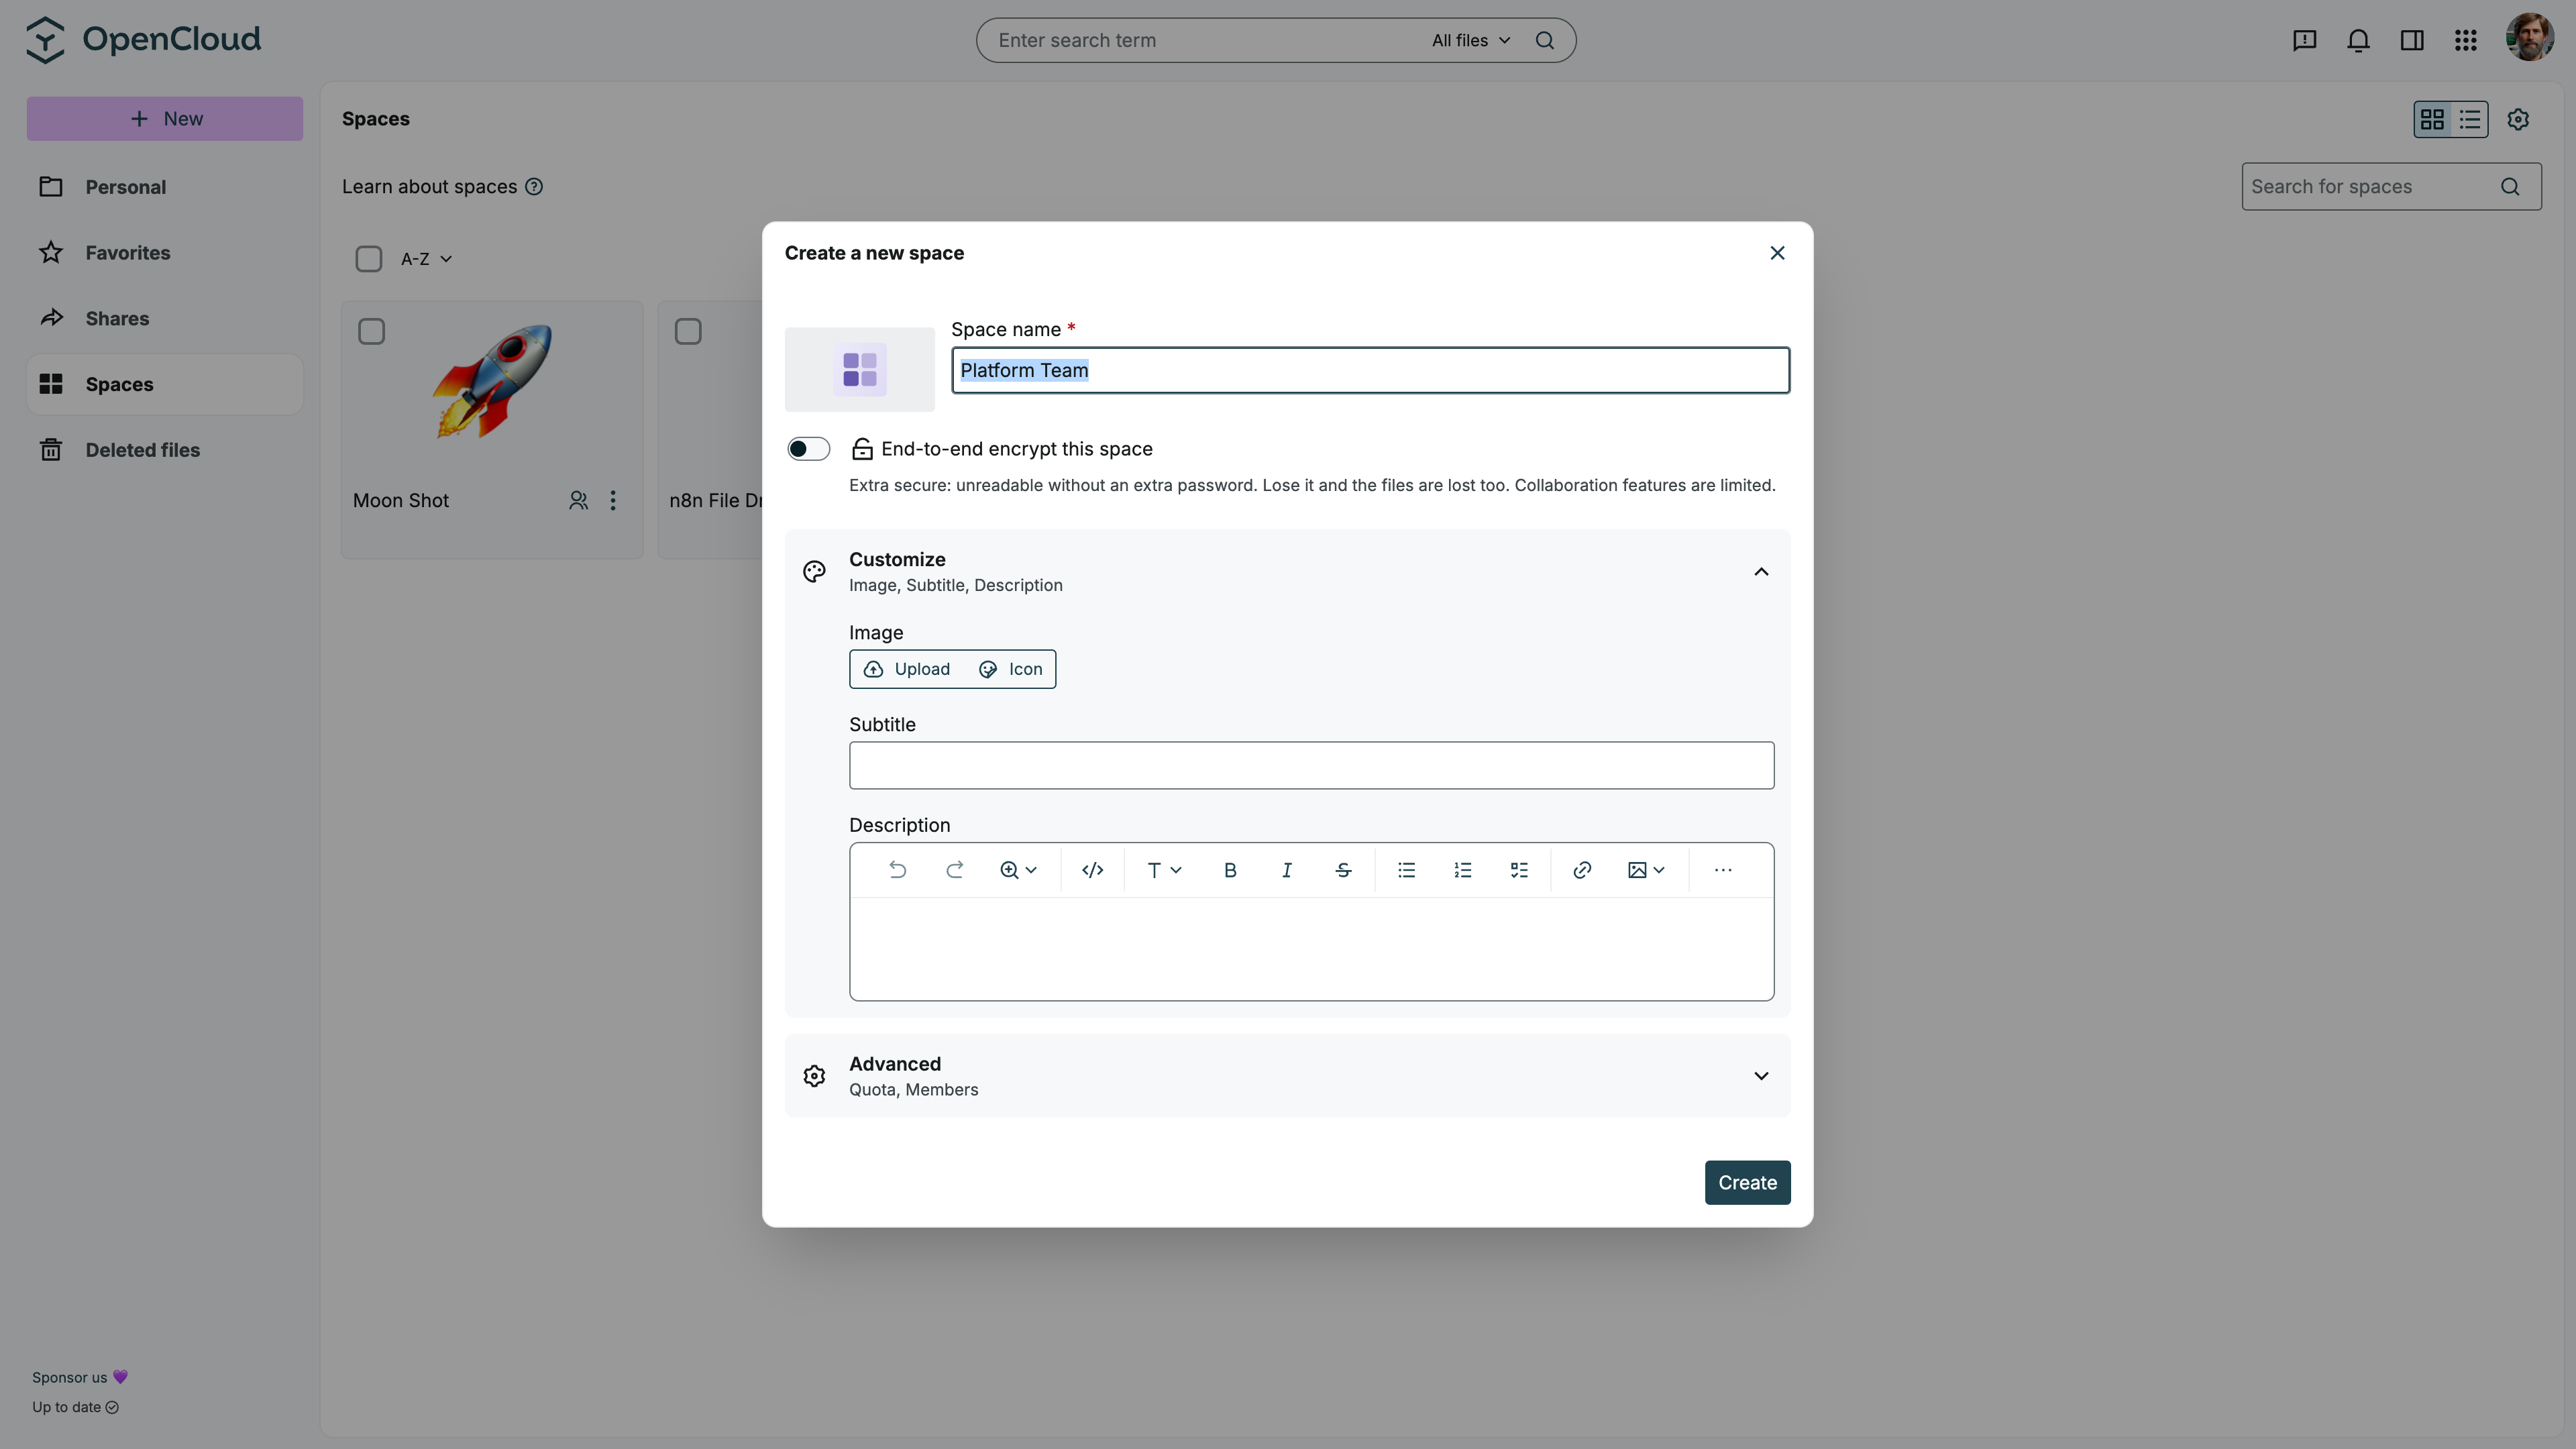 OpenCloud
Enter search term
All files
New
Personal
Favorites
Shares
Spaces
Deleted files
Sponsor us 💜
Up to date
Spaces
Learn about spaces
Search for spaces
A-Z
Moon Shot
n8n File
Create a new space
Space name *
Platform Team
End-to-end encrypt this space
Extra secure: unreadable without an extra password. Lose it and the files are lost too. Collaboration features are limited.
Customize
Image, Subtitle, Description
Image
Upload Icon
Subtitle
Description
Advanced
Quota, Members
Create